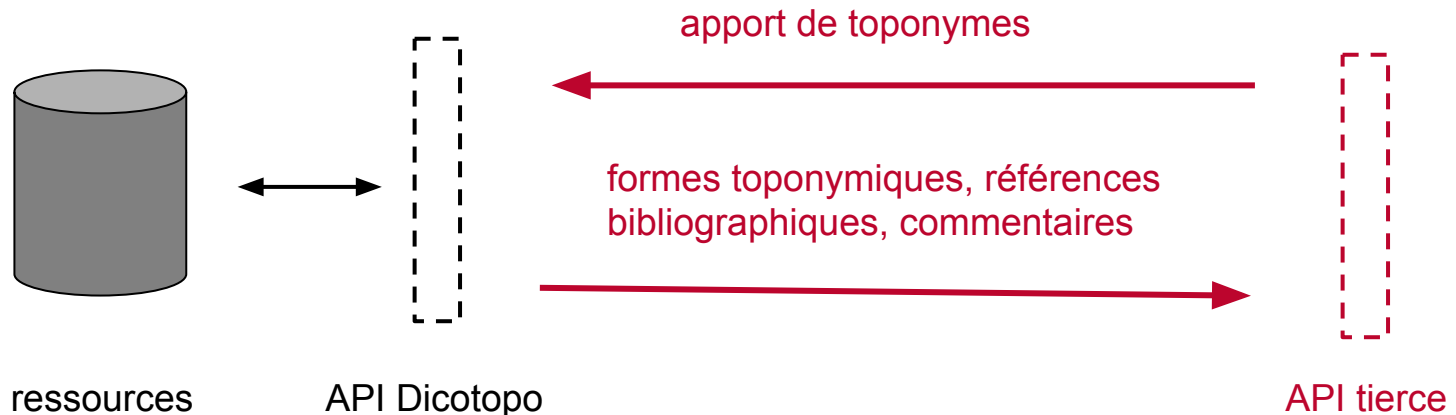 apport de toponymes
formes toponymiques, références
bibliographiques, commentaires
ressources
API Dicotopo
API tierce